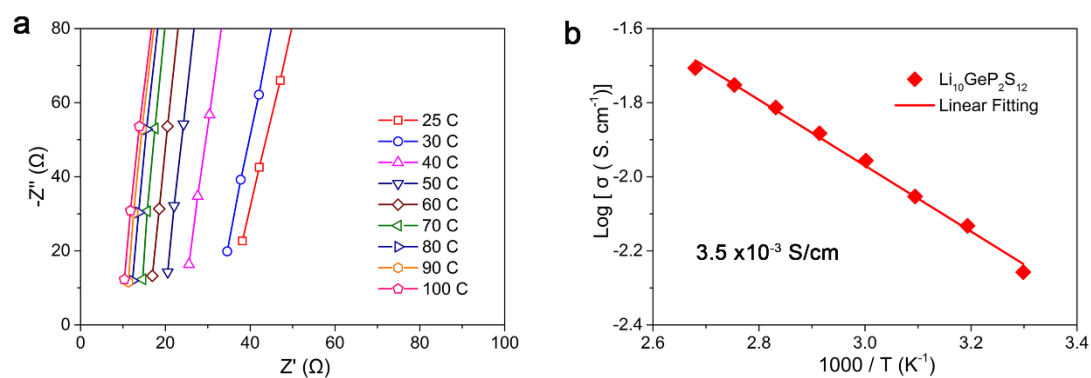 a
80
60
40
20
0
-Z'' (Ω)
25 C
30 C
40 C
50 C
60 C
70 C
80 C
90 C
100 C
0 20 40 60 80 100
Z' (Ω)
b
-1.6
-1.8
-2.0
-2.2
-2.4
Log [ σ ( S. cm⁻¹)]
Li₁₀GeP₂S₁₂
Linear Fitting
3.5 x10⁻³ S/cm
2.6 2.8 3.0 3.2 3.4
1000 / T (K⁻¹)